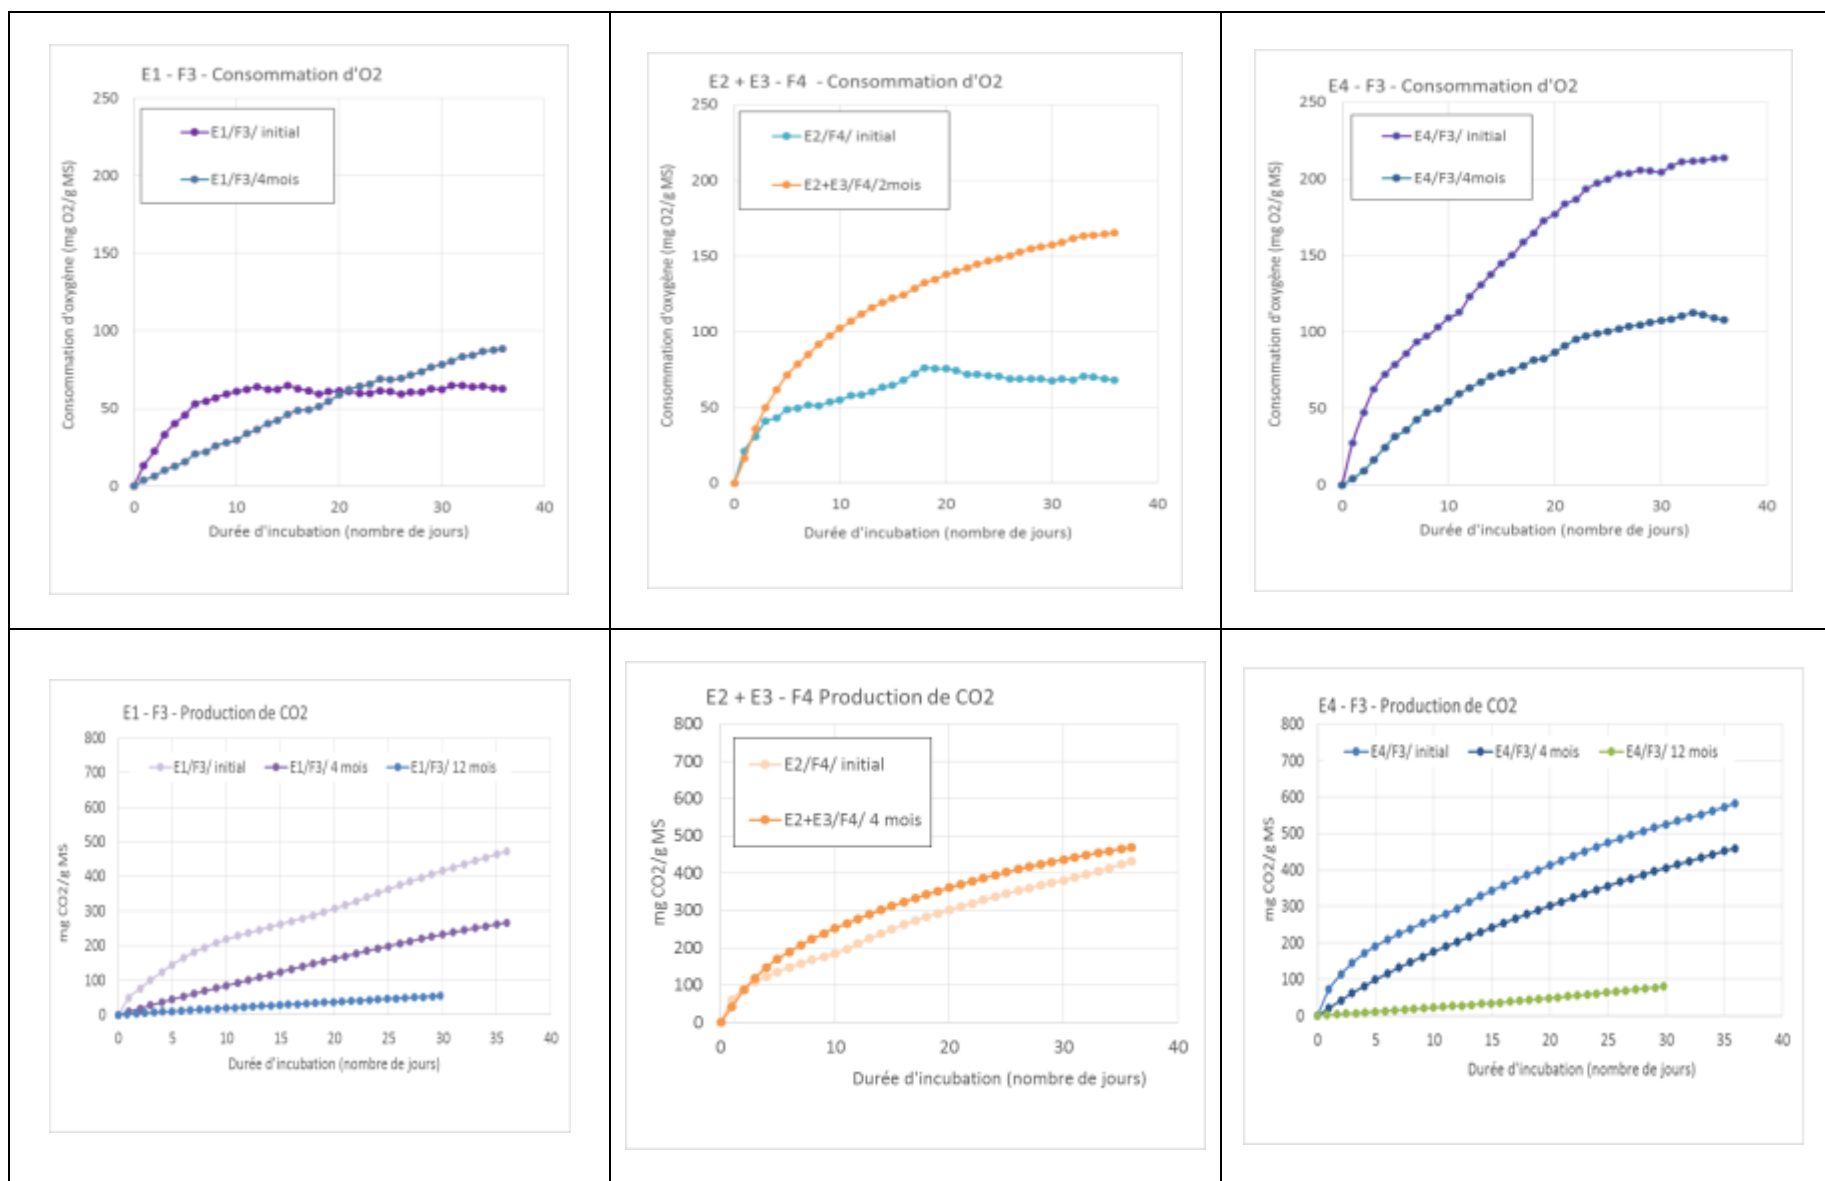 E1 - F3 - Consommation d'O2
250
200
150
100
50
0
0 10 20 30 40
E1/F3/ initial
E1/F3/4mois
Consommation d'oxygène (mg O2/g MS)
Durée d'incubation (nombre de jours)
E2 + E3 - F4 - Consommation d'O2
250
200
150
100
50
0
0 10 20 30 40
E2/F4/ initial
E2+E3/F4/2mois
Consommation d'oxygène (mg O2/g MS)
Durée d'incubation (nombre de jours)
E4 - F3 - Consommation d'O2
250
200
150
100
50
0
0 10 20 30 40
E4/F3/ initial
E4/F3/4mois
Consommation d'oxygène (mg O2/g MS)
Durée d'incubation (nombre de jours)
E1 - F3 - Production de CO2
800
700
600
500
400
300
200
100
0
0 5 10 15 20 25 30 35 40
E1/F3/ initial E1/F3/ 4 mois E1/F3/ 12 mois
mg CO2/g MS
Durée d'incubation (nombre de jours)
E2 + E3 - F4 Production de CO2
800
700
600
500
400
300
200
100
0
0 10 20 30 40
E2/F4/ initial
E2+E3/F4/ 4 mois
mg CO2/g MS
Durée d'incubation (nombre de jours)
E4 - F3 - Production de CO2
800
700
600
500
400
300
200
100
0
0 5 10 15 20 25 30 35 40
E4/F3/ initial E4/F3/ 4 mois E4/F3/ 12 mois
mg CO2/g MS
Durée d'incubation (nombre de jours)